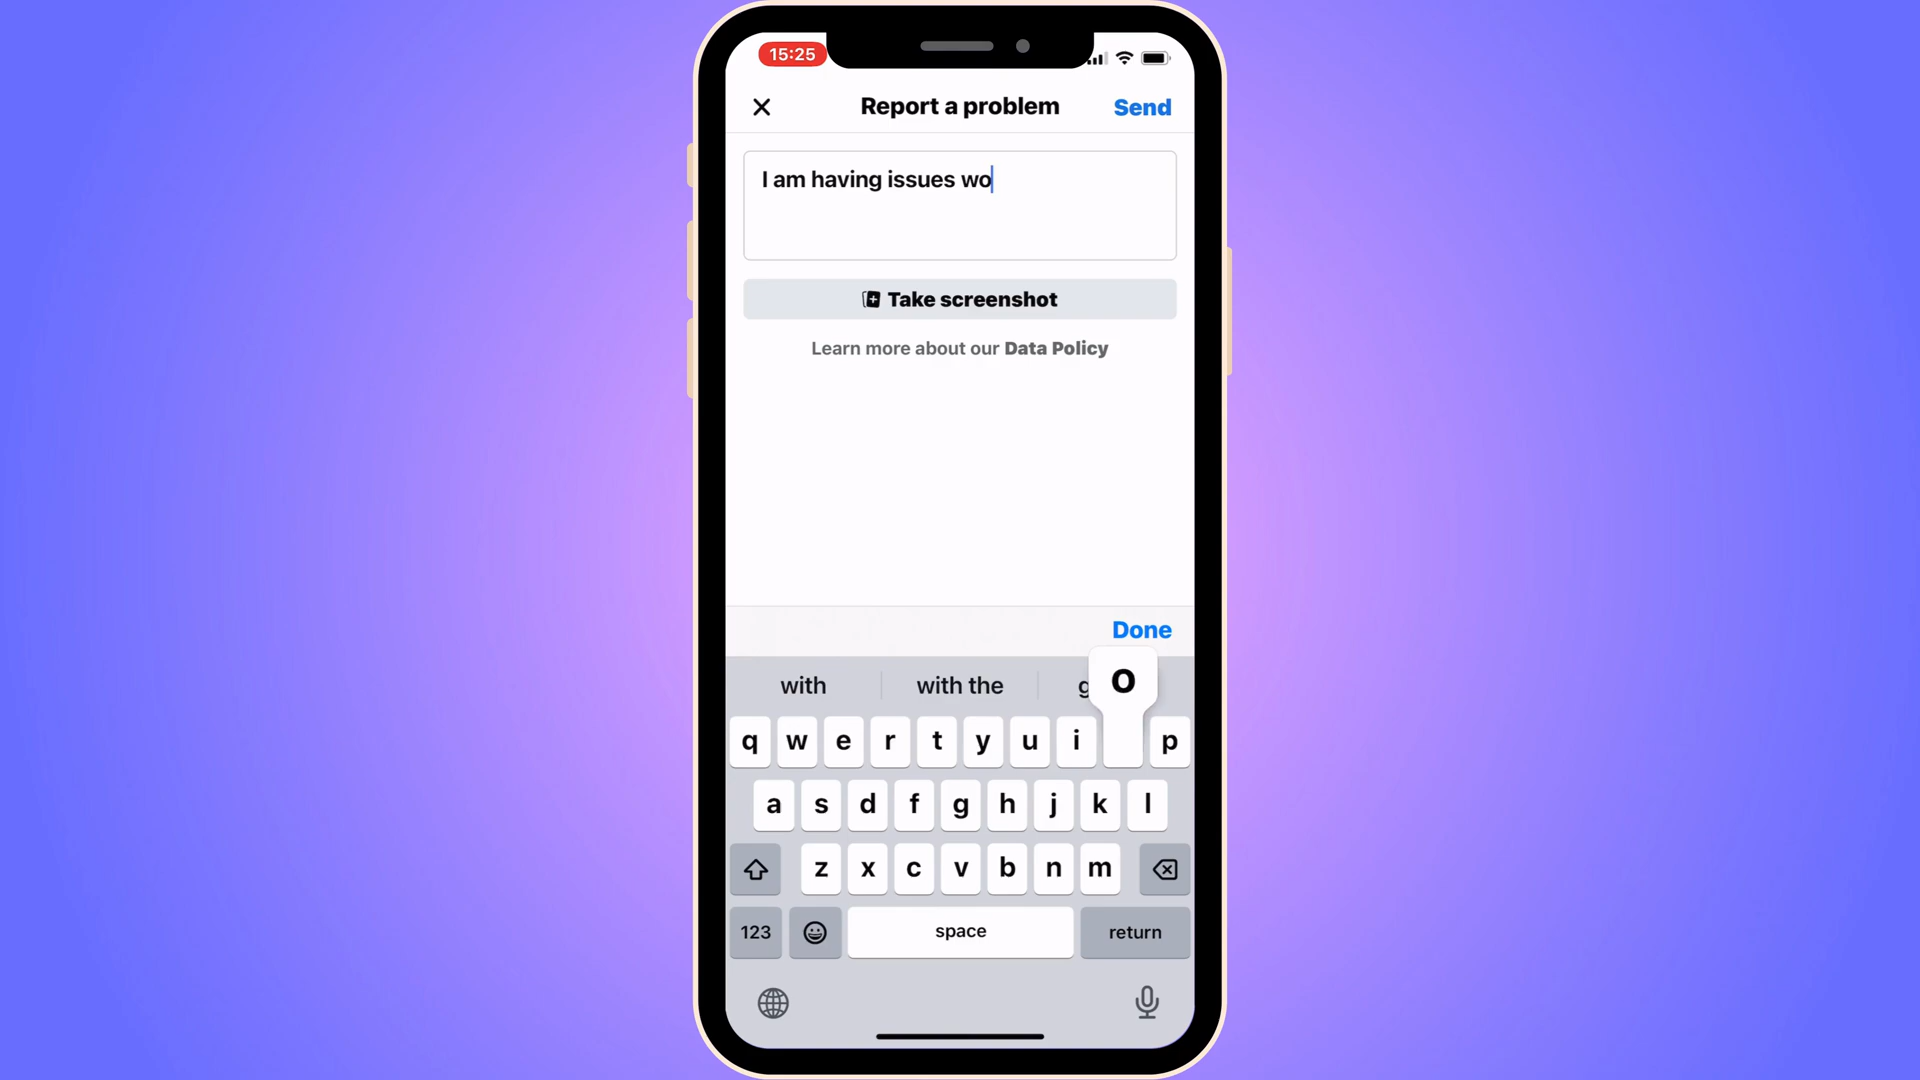 15:25
Report a problem
Send
I am having issues wo
Take screenshot
Learn more about our Data Policy
Done
with
with the
o
q w e r t y u i p
a s d f g h j k l
z x c v b n m
123
space
return